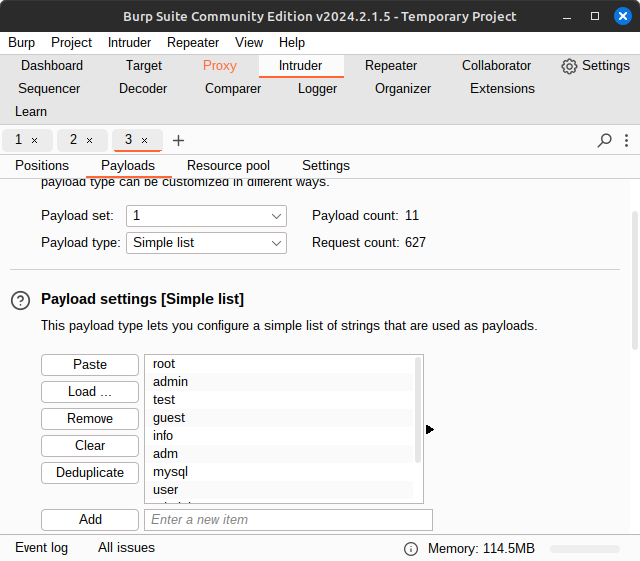 Burp Suite Community Edition v2024.2.1.5 - Temporary Project
Burp Project Intruder Repeater View Help
Dashboard Target Proxy Intruder Repeater Collaborator Settings
Sequencer Decoder Comparer Logger Organizer Extensions
Learn
1 × 2 × 3 × +
Positions Payloads Resource pool Settings
payload type can be customized in different ways.
Payload set: 1 Payload count: 11
Payload type: Simple list Request count: 627
? Payload settings [Simple list]
This payload type lets you configure a simple list of strings that are used as payloads.
Paste
Load ...
Remove
Clear
Deduplicate
root
admin
test
guest
info
adm
mysql
user
Add Enter a new item
Event log All issues Memory: 114.5MB